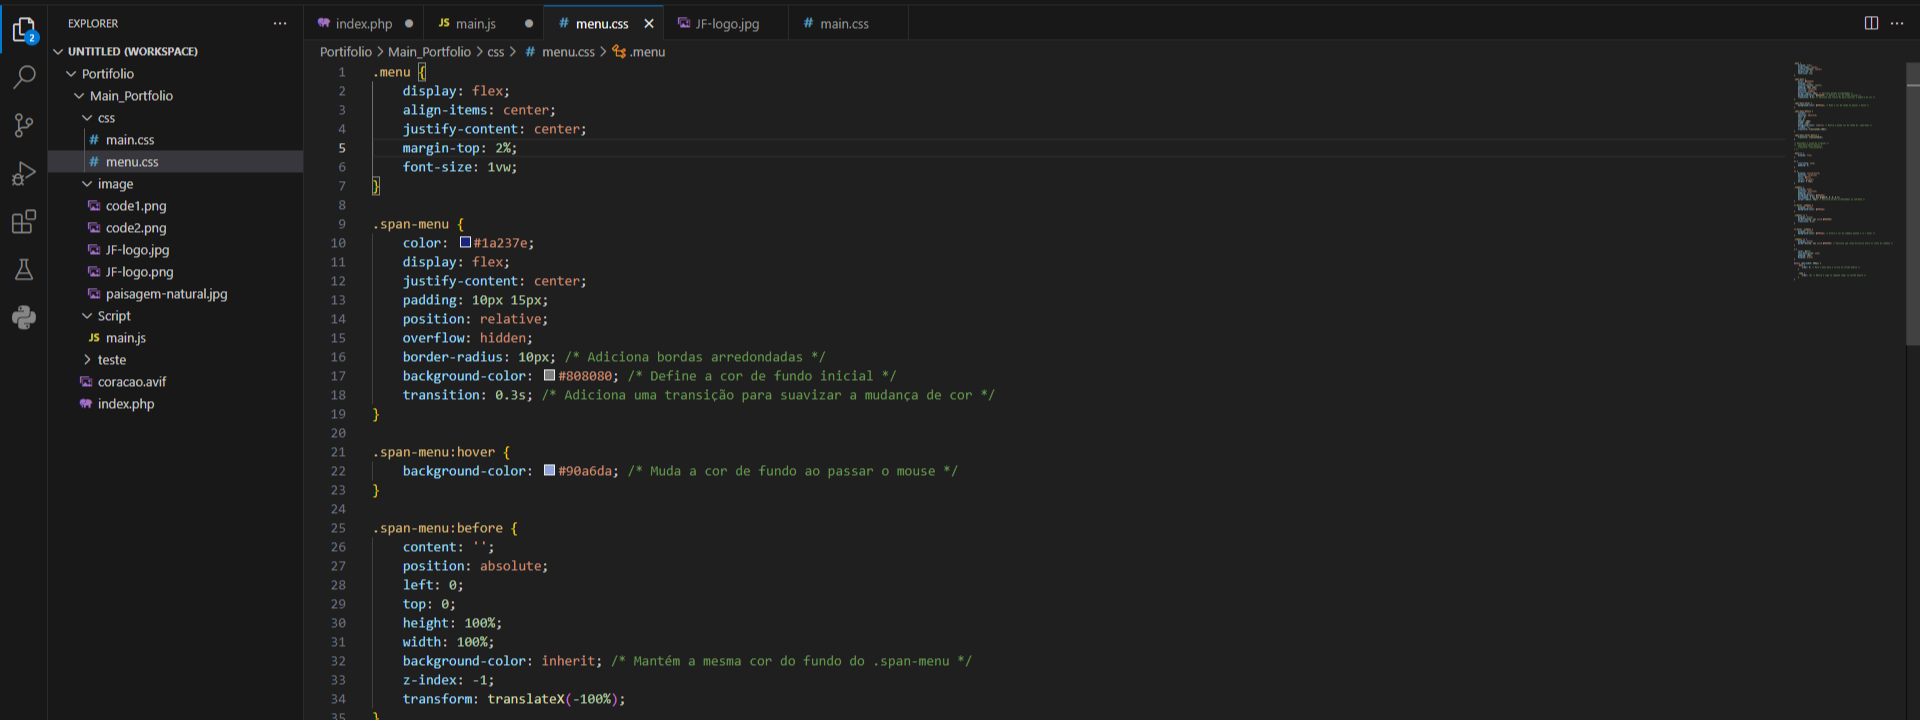 EXPLORER
UNTITLED (WORKSPACE)
Portifolio
Main_Portfolio
css
# main.css
# menu.css
image
code1.png
code2.png
JF-logo.jpg
JF-logo.png
paisagem-natural.jpg
Script
JS main.js
teste
coracao.avif
index.php
2
index.php JS main.js # menu.css JF-logo.jpg # main.css
Portifolio > Main_Portfolio > css > # menu.css > .menu
1 .menu {
2 display: flex;
3 align-items: center;
4 justify-content: center;
5 margin-top: 2%;
6 font-size: 1vw;
7 }
8
9 .span-menu {
10 color: #1a237e;
11 display: flex;
12 justify-content: center;
13 padding: 10px 15px;
14 position: relative;
15 overflow: hidden;
16 border-radius: 10px; /* Adiciona bordas arredondadas */
17 background-color: #808080; /* Define a cor de fundo inicial */
18 transition: 0.3s; /* Adiciona uma transição para suavizar a mudança de cor */
19 }
20
21 .span-menu:hover {
22 background-color: #90a6da; /* Muda a cor de fundo ao passar o mouse */
23 }
24
25 .span-menu:before {
26 content: '';
27 position: absolute;
28 left: 0;
29 top: 0;
30 height: 100%;
31 width: 100%;
32 background-color: inherit; /* Mantém a mesma cor do fundo do .span-menu */
33 z-index: -1;
34 transform: translateX(-100%);
35 }